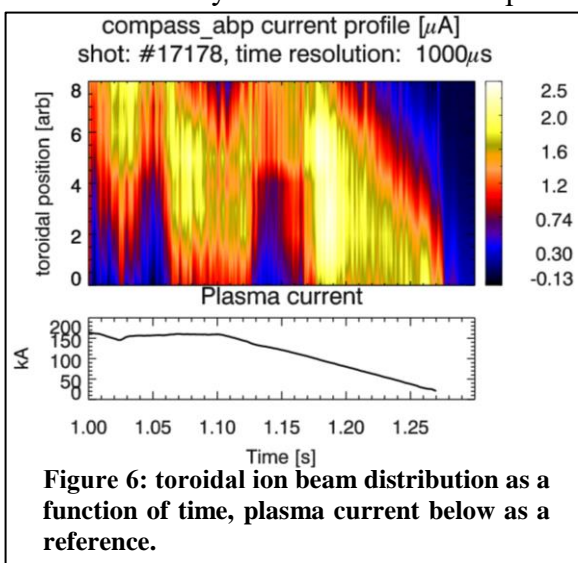 compass_abp current profile [μA]
shot: #17178, time resolution: 1000μs
toroidal position [arb]
8
6
4
2
0
2.5
2.0
1.6
1.2
0.74
0.30
-0.13
Plasma current
kA
200
150
100
50
0
1.00 1.05 1.10 1.15 1.20 1.25
Time [s]
Figure 6: toroidal ion beam distribution as a
function of time, plasma current below as a
reference.